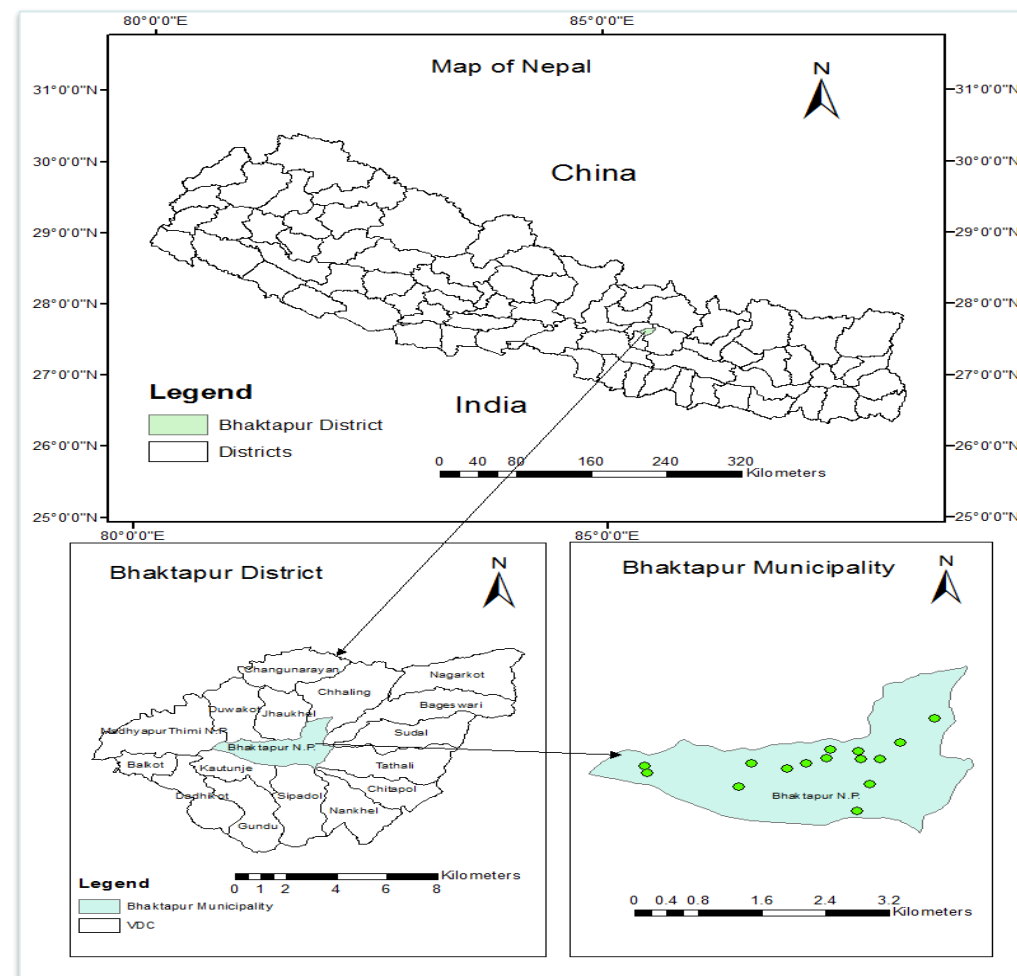 80°0'0"E 85°0'0"E
Map of Nepal
N
31°0'0"N 31°0'0"N
China
30°0'0"N 30°0'0"N
29°0'0"N 29°0'0"N
28°0'0"N 28°0'0"N
27°0'0"N 27°0'0"N
Legend
India
Bhaktapur District
Districts
26°0'0"N 26°0'0"N
0 40 80 160 240 320
Kilometers
25°0'0"N 25°0'0"N
80°0'0"E 85°0'0"E
Bhaktapur District
N
Changunarayan
Chhaling
Nagarkot
Duwakot
Jhaukhel
Bageswari
Madhyapur Thimi N.P.
Sudal
Bhaktapur N.P.
Balkot
Kautunje
Tathali
Dadhikot
Sipadol
Chitapol
Nankhel
Gundu
Kilometers
0 1 2 4 6 8
Legend
Bhaktapur Municipality
VDC
Bhaktapur Municipality
N
Bhaktapur N.P.
0 0.4 0.8 1.6 2.4 3.2
Kilometers